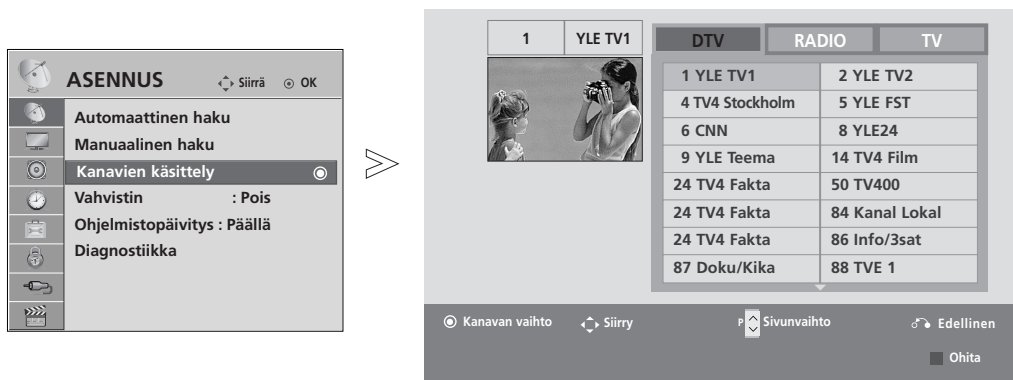 ASENNUS Siirrä OK
Automaattinen haku
Manuaalinen haku
Kanavien käsittely
Vahvistin : Pois
Ohjelmistopäivitys : Päällä
Diagnostiikka
1 YLE TV1
DTV RADIO TV
1 YLE TV1 2 YLE TV2
4 TV4 Stockholm 5 YLE FST
6 CNN 8 YLE24
9 YLE Teema 14 TV4 Film
24 TV4 Fakta 50 TV400
24 TV4 Fakta 84 Kanal Lokal
24 TV4 Fakta 86 Info/3sat
87 Doku/Kika 88 TVE 1
Kanavan vaihto Siirry P Sivunvaihto Edellinen
Ohita